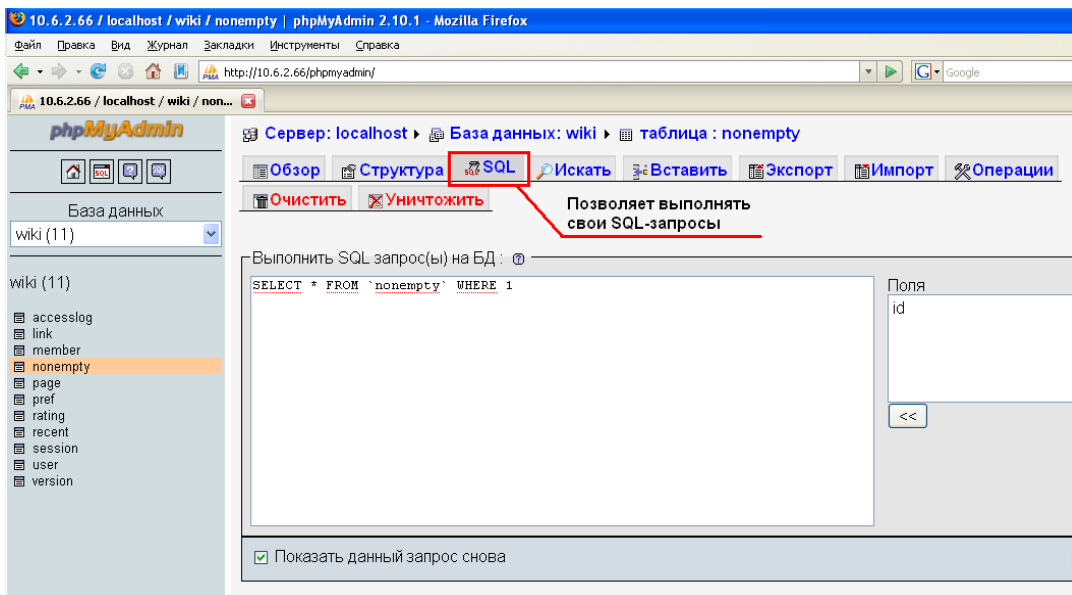 10.6.2.66 / localhost / wiki / nonempty | phpMyAdmin 2.10.1 - Mozilla Firefox
Файл Правка Вид Журнал Закладки Инструменты Справка
PMA http://10.6.2.66/phpmyadmin/ G Google
PMA 10.6.2.66 / localhost / wiki / non...
phpMyAdmin
Сервер: localhost База данных: wiki таблица : nonempty
SQL
Обзор Структура SQL Искать Вставить Экспорт Импорт Операции
Очистить Уничтожить
Позволяет выполнять
свои SQL-запросы
База данных
wiki (11)
wiki (11)
accesslog
link
member
nonempty
page
pref
rating
recent
session
user
version
Выполнить SQL запрос(ы) на БД :
SELECT * FROM `nonempty` WHERE 1
Поля
id
<<
Показать данный запрос снова